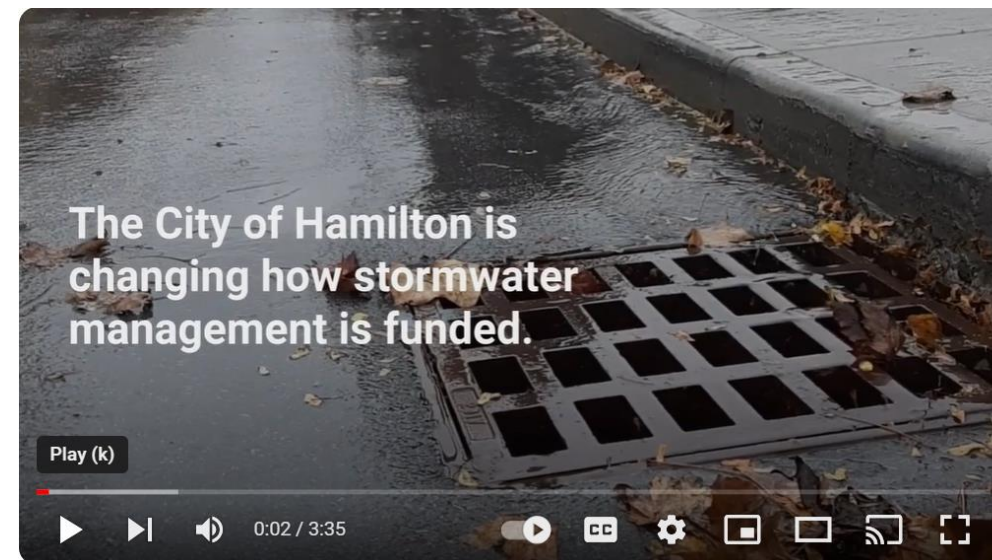 The City of Hamilton is
changing how stormwater
management is funded.
Play (k)
0:02 / 3:35
CC